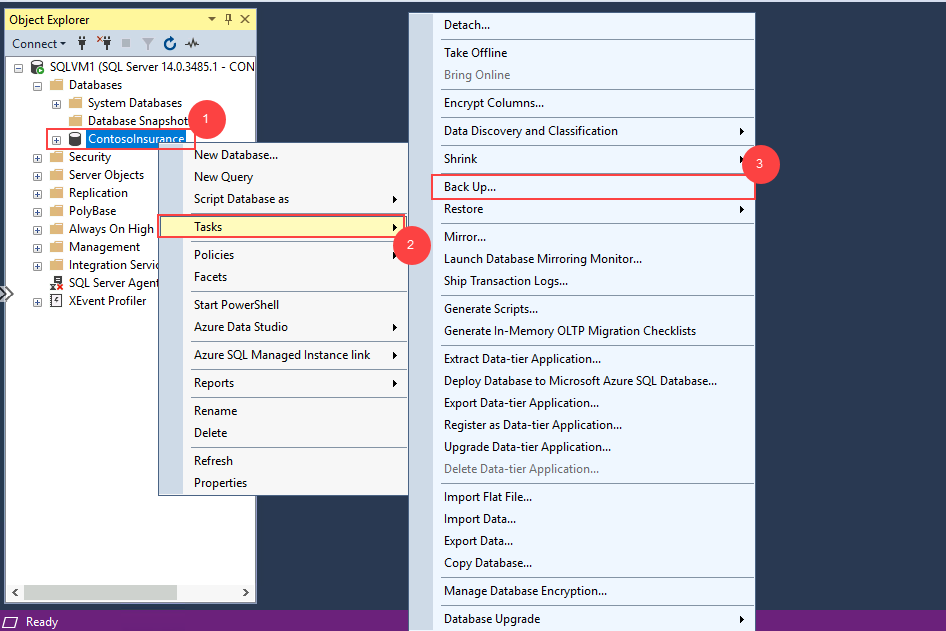 Object Explorer
Connect
SQLVM1 (SQL Server 14.0.3485.1 - CON
Databases
System Databases
Database Snapshot
ContosoInsurance
Security
Server Objects
Replication
PolyBase
Always On High
Management
Integration Servic
SQL Server Agent
XEvent Profiler
1
New Database...
New Query
Script Database as
Tasks
2
Policies
Facets
Start PowerShell
Azure Data Studio
Azure SQL Managed Instance link
Reports
Rename
Delete
Refresh
Properties
Detach...
Take Offline
Bring Online
Encrypt Columns...
Data Discovery and Classification
Shrink
3
Back Up...
Restore
Mirror...
Launch Database Mirroring Monitor...
Ship Transaction Logs...
Generate Scripts...
Generate In-Memory OLTP Migration Checklists
Extract Data-tier Application...
Deploy Database to Microsoft Azure SQL Database...
Export Data-tier Application...
Register as Data-tier Application...
Upgrade Data-tier Application...
Delete Data-tier Application...
Import Flat File...
Import Data...
Export Data...
Copy Database...
Manage Database Encryption...
Database Upgrade
Ready